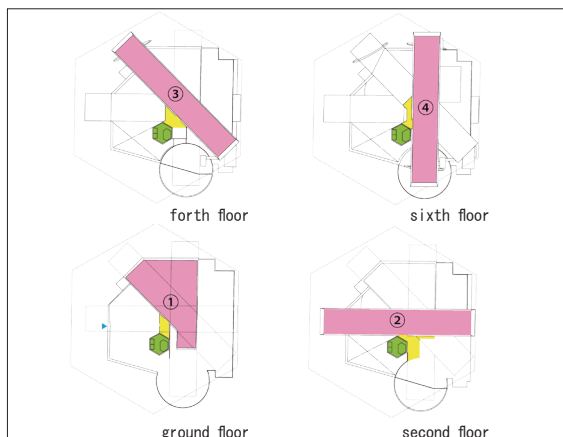 ③
④
forth floor
sixth floor
①
②
ground floor
second floor